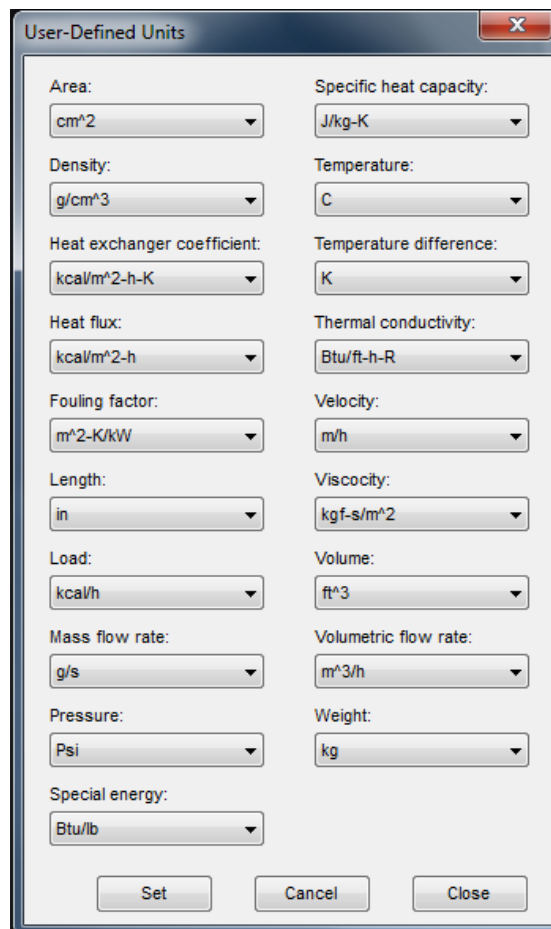 User-Defined Units
Area:
cm^2
Specific heat capacity:
J/kg-K
Density:
g/cm^3
Temperature:
C
Heat exchanger coefficient:
kcal/m^2-h-K
Temperature difference:
K
Heat flux:
kcal/m^2-h
Thermal conductivity:
Btu/ft-h-R
Fouling factor:
m^2-K/kW
Velocity:
m/h
Length:
in
Viscocity:
kgf-s/m^2
Load:
kcal/h
Volume:
ft^3
Mass flow rate:
g/s
Volumetric flow rate:
m^3/h
Pressure:
Psi
Weight:
kg
Special energy:
Btu/lb
Set
Cancel
Close